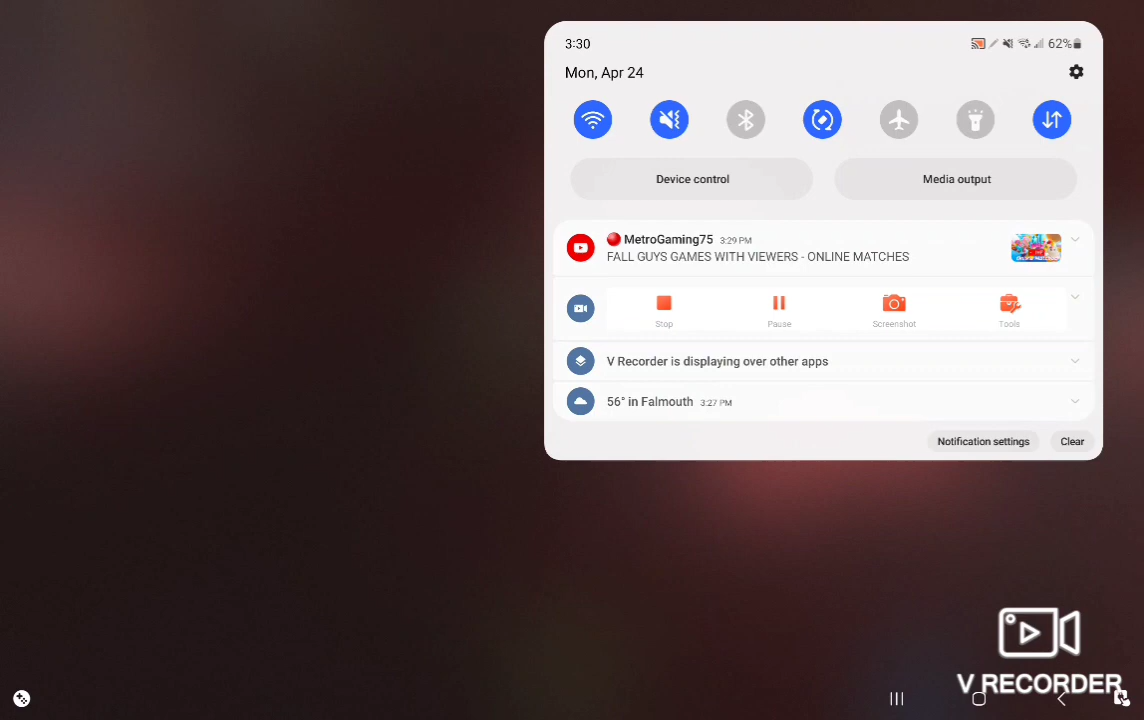 3:30
62%
Mon, Apr 24
Device control
Media output
MetroGaming75 3:29 PM
FALL GUYS GAMES WITH VIEWERS - ONLINE MATCHES
Stop
Pause
Screenshot
Tools
V Recorder is displaying over other apps
56° in Falmouth 3:27 PM
Notification settings
Clear
V RECORDER